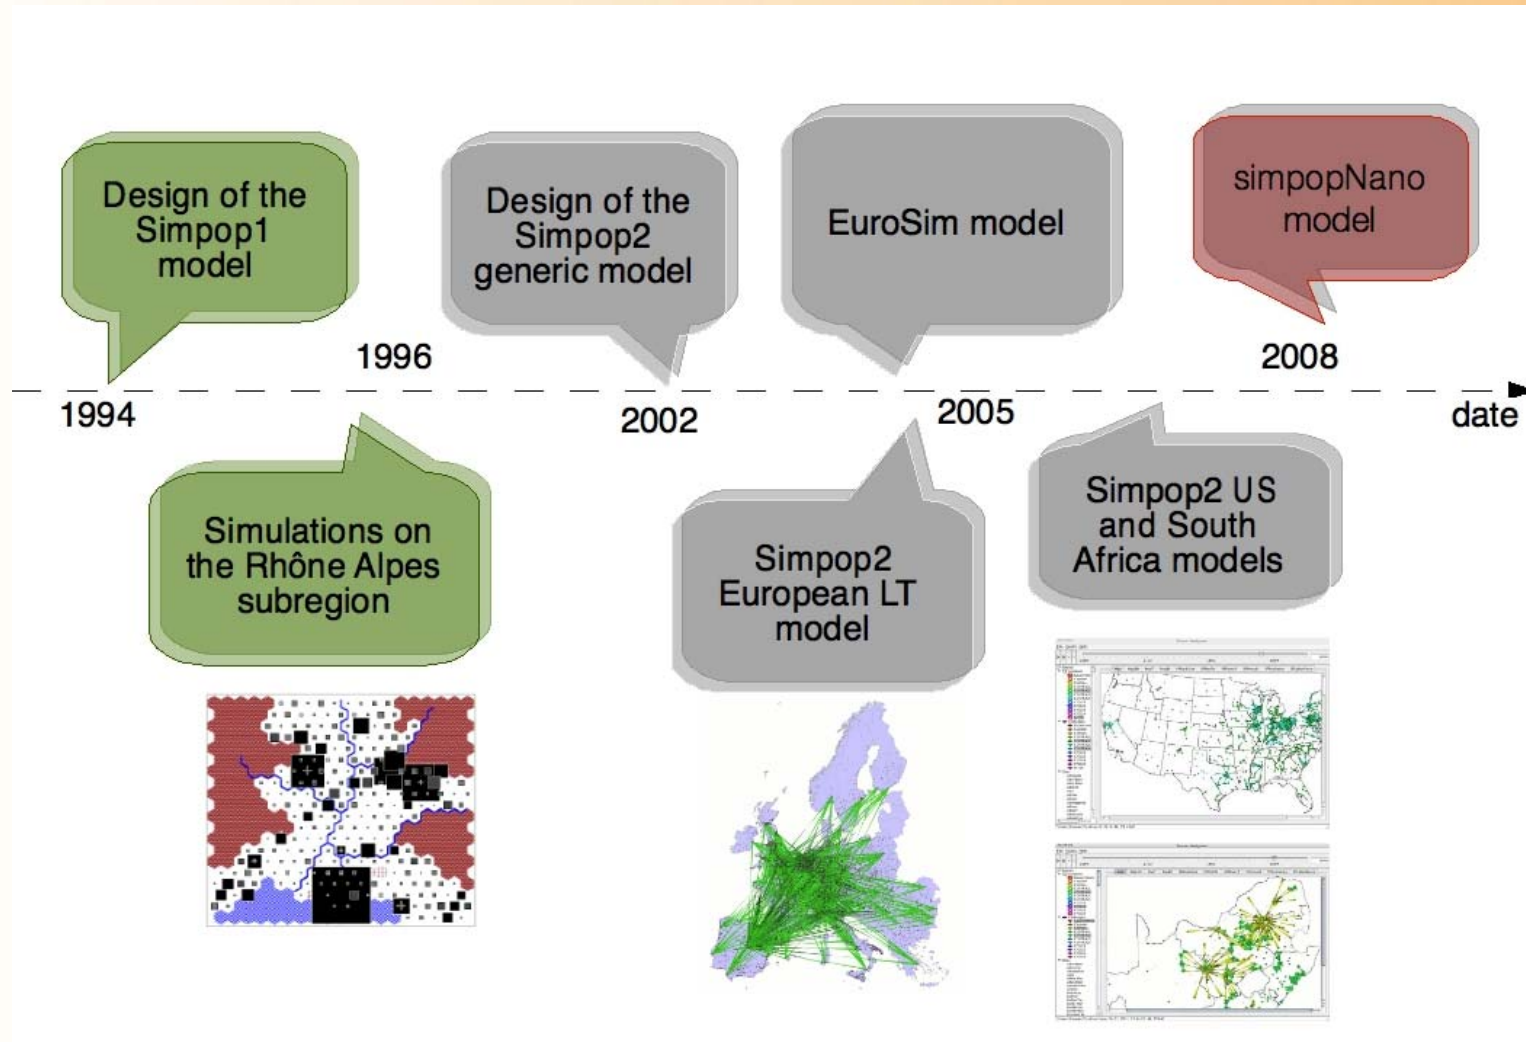 Design of the
Simpop1
model
Design of the
Simpop2
generic model
EuroSim model
simpopNano
model
1996
2008
1994
2002
2005
date
Simulations on
the Rhône Alpes
subregion
Simpop2
European LT
model
Simpop2 US
and South
Africa models